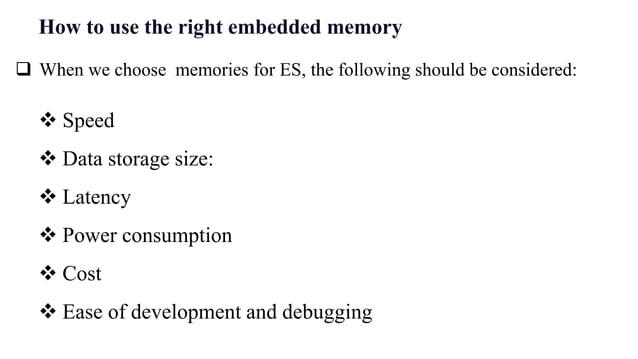 How to use the right embedded memory
❑ When we choose memories for ES, the following should be considered:
❖ Speed
❖ Data storage size:
❖ Latency
❖ Power consumption
❖ Cost
❖ Ease of development and debugging